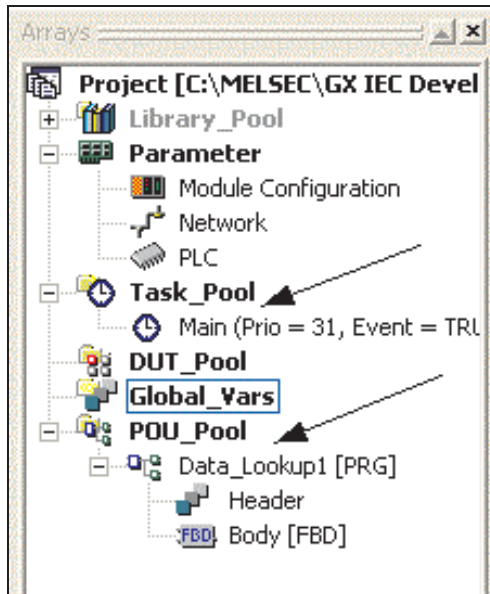 Arrays
Project [C:\MELSEC\GX IEC Devel
Library_Pool
Parameter
Module Configuration
Network
PLC
Task_Pool
Main (Prio = 31, Event = TRU
DUT_Pool
Global_Vars
POU_Pool
Data_Lookup1 [PRG]
Header
FBD Body [FBD]